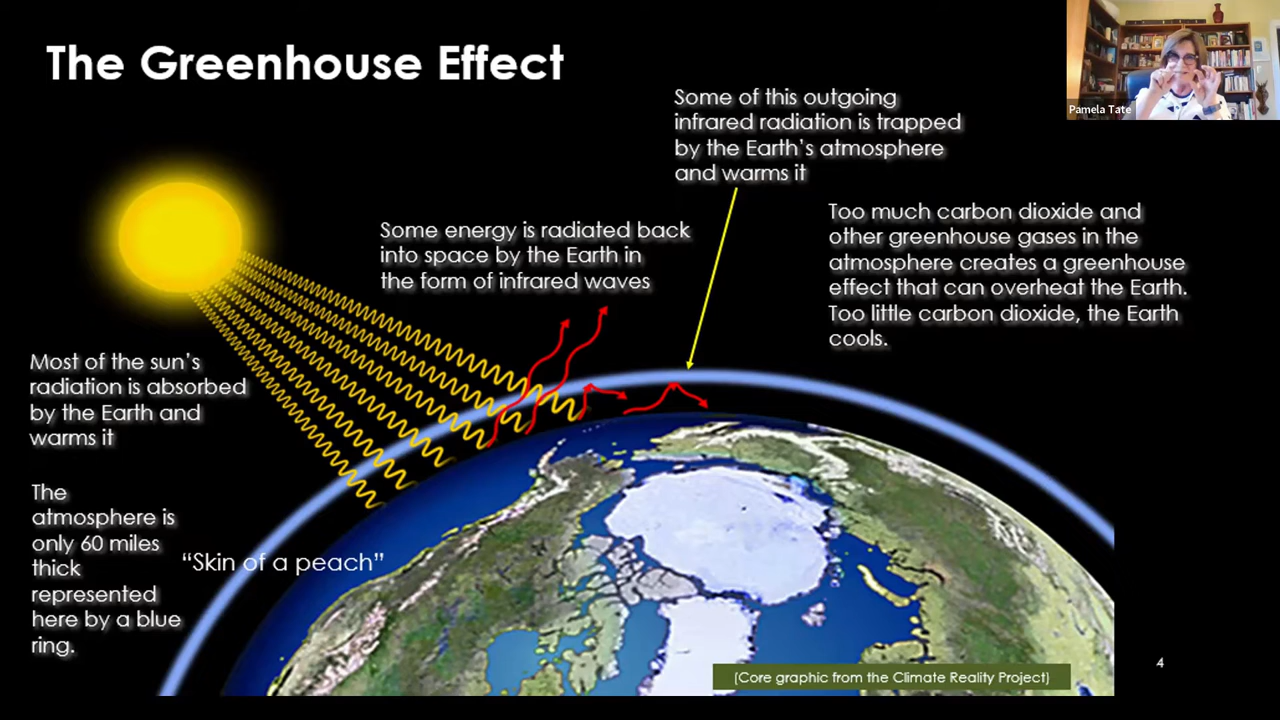 The Greenhouse Effect
Pamela Tate
Some of this outgoing
infrared radiation is trapped
by the Earth's atmosphere
and warms it
Some energy is radiated back
into space by the Earth in
the form of infrared waves
Too much carbon dioxide and
other greenhouse gases in the
atmosphere creates a greenhouse
effect that can overheat the Earth.
Too little carbon dioxide, the Earth
cools.
Most of the sun's
radiation is absorbed
by the Earth and
warms it
The
atmosphere is
only 60 miles
thick
represented
here by a blue
ring.
"Skin of a peach"
(Core graphic from the Climate Reality Project)
4